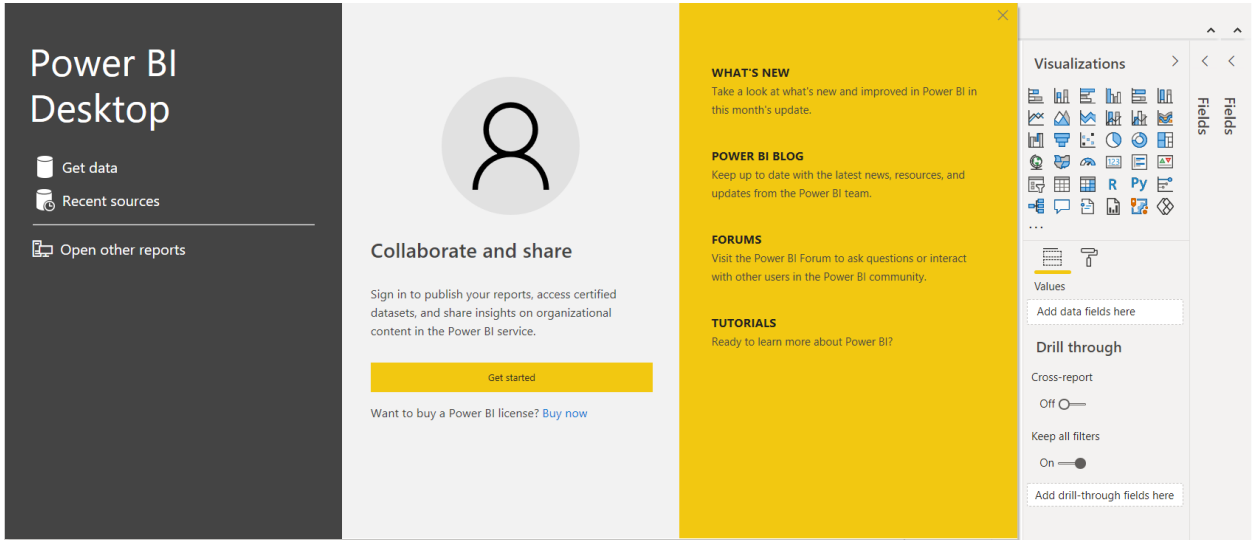 Power BI
Desktop
Get data
Recent sources
Open other reports
Collaborate and share
Sign in to publish your reports, access certified
datasets, and share insights on organizational
content in the Power BI service.
Get started
Want to buy a Power BI license? Buy now
WHAT'S NEW
Take a look at what's new and improved in Power BI in
this month's update.
POWER BI BLOG
Keep up to date with the latest news, resources, and
updates from the Power BI team.
FORUMS
Visit the Power BI Forum to ask questions or interact
with other users in the Power BI community.
TUTORIALS
Ready to learn more about Power BI?
Visualizations
123
R
Py
...
Values
Add data fields here
Drill through
Cross-report
Off
Keep all filters
On
Add drill-through fields here
Fields
Fields